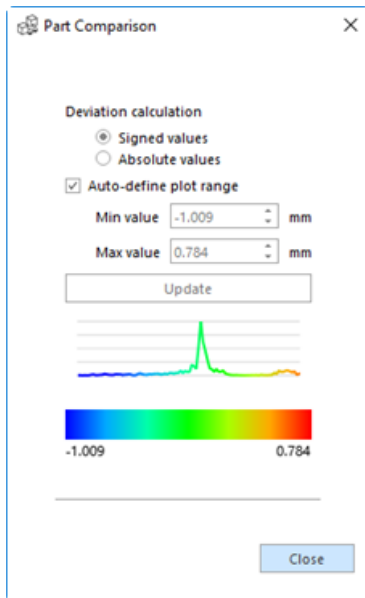 Part Comparison
Deviation calculation
Signed values
Absolute values
Auto-define plot range
Min value -1.009 mm
Max value 0.784 mm
Update
-1.009 0.784
Close